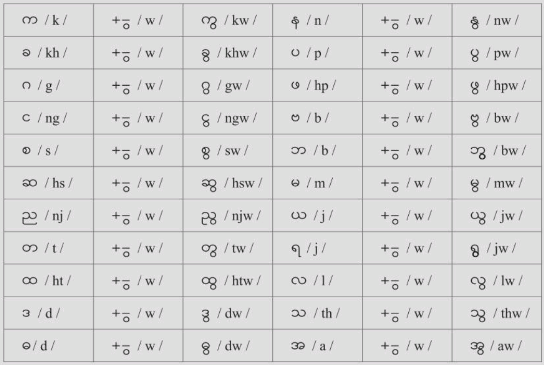 က / k / +ွ / w / ကွ / kw / န / n / +ွ / w / နွ / nw /
ခ / kh / +ွ / w / ခွ / khw / ပ / p / +ွ / w / ပွ / pw /
ဂ / g / +ွ / w / ဂွ / gw / ဖ / hp / +ွ / w / ဖွ / hpw /
င / ng / +ွ / w / ငွ / ngw / ဗ / b / +ွ / w / ဗွ / bw /
စ / s / +ွ / w / စွ / sw / ဘ / b / +ွ / w / ဘွ / bw /
ဆ / hs / +ွ / w / ဆွ / hsw / မ / m / +ွ / w / မွ / mw /
ည / nj / +ွ / w / ညွ / njw / ယ / j / +ွ / w / ယွ / jw /
တ / t / +ွ / w / တွ / tw / ရ / j / +ွ / w / ရွ / jw /
ထ / ht / +ွ / w / ထွ / htw / လ / l / +ွ / w / လွ / lw /
ဒ / d / +ွ / w / ဒွ / dw / သ / th / +ွ / w / သွ / thw /
ဓ/ d / +ွ / w / ဓွ / dw / အ / a / +ွ / w / အွ / aw /